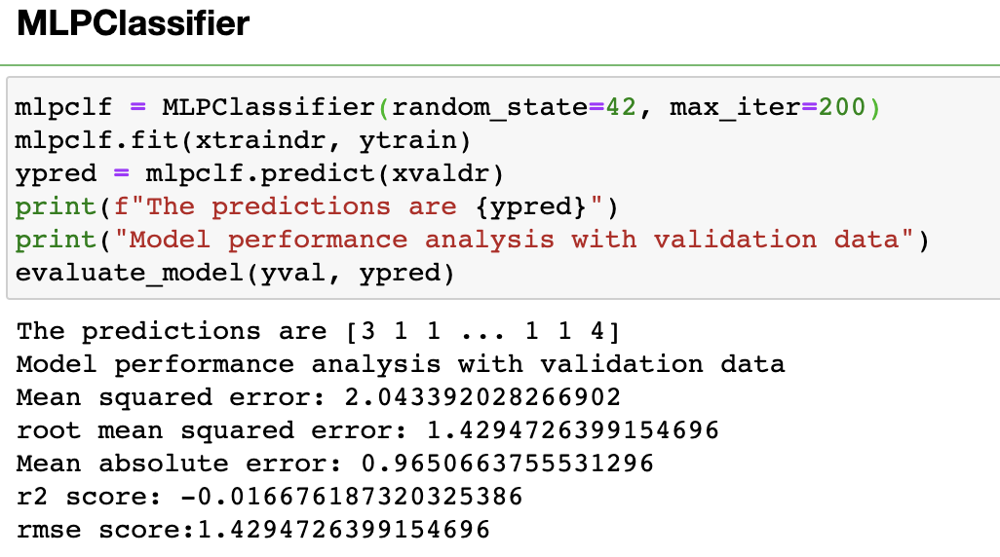 MLPClassifier
mlpclf = MLPClassifier(random_state=42, max_iter=200)
mlpclf.fit(xtraindr, ytrain)
ypred = mlpclf.predict(xvaldr)
print(f"The predictions are {ypred}")
print("Model performance analysis with validation data")
evaluate_model(yval, ypred)
The predictions are [3 1 1 ... 1 1 4]
Model performance analysis with validation data
Mean squared error: 2.043392028266902
root mean squared error: 1.4294726399154696
Mean absolute error: 0.9650663755531296
r2 score: -0.016676187320325386
rmse score:1.4294726399154696